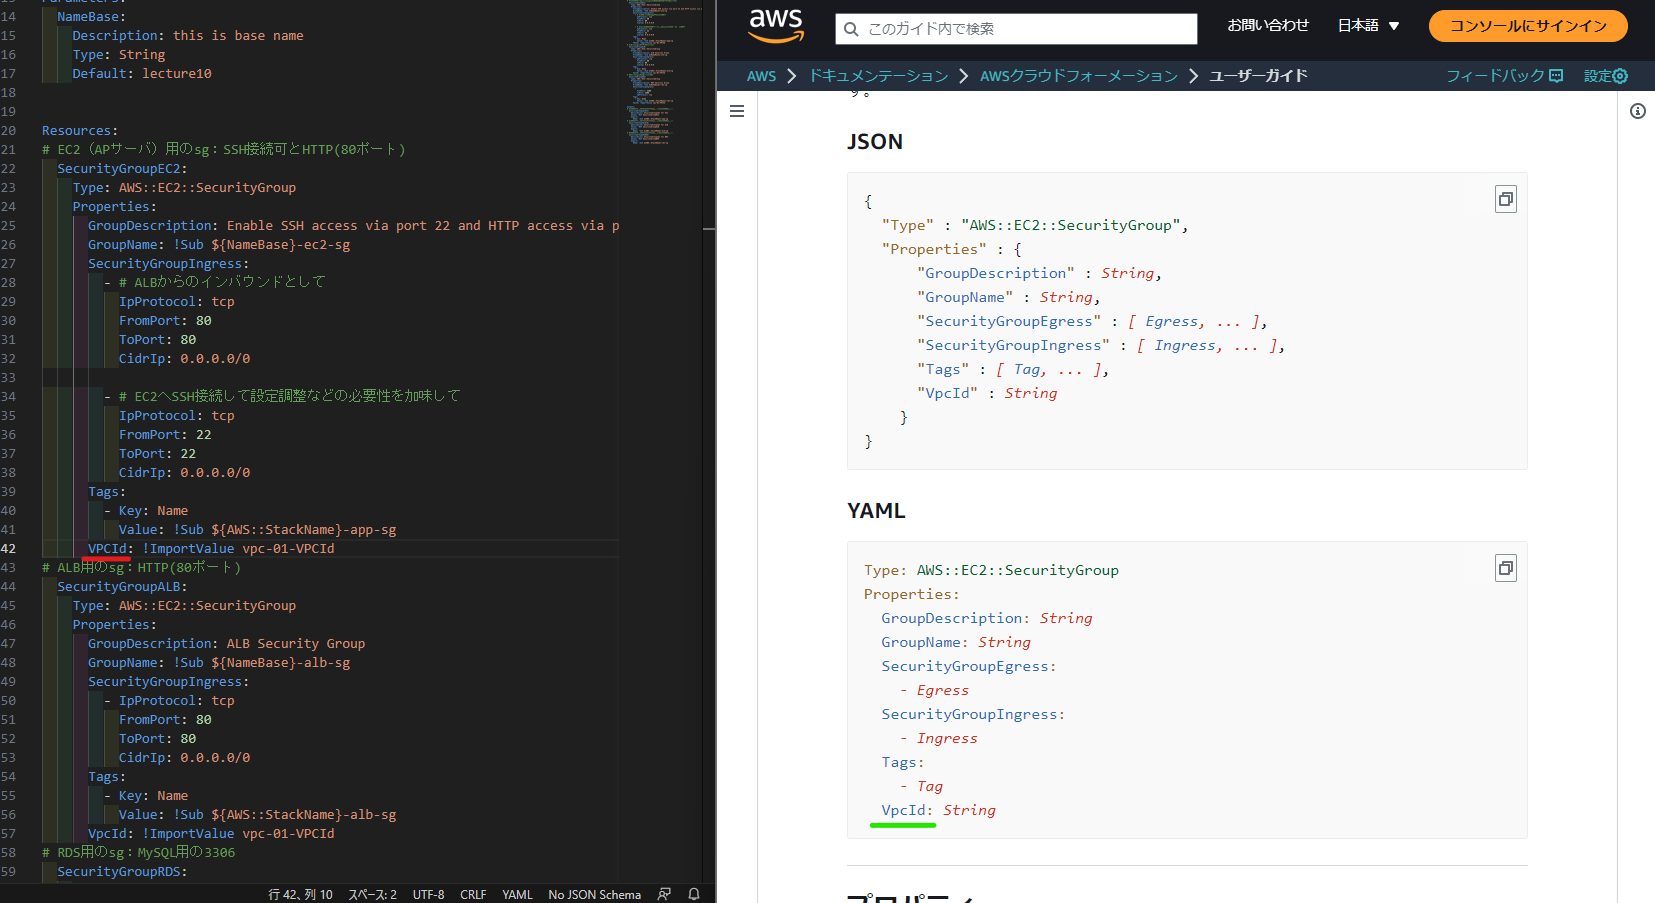 14 NameBase:
15 Description: this is base name
16 Type: String
17 Default: lecture10
18
19
20 Resources:
21 # EC2（APサーバ）用のsg：SSH接続可とHTTP(80ポート)
22 SecurityGroupEC2:
23 Type: AWS::EC2::SecurityGroup
24 Properties:
25 GroupDescription: Enable SSH access via port 22 and HTTP access via p
26 GroupName: !Sub ${NameBase}-ec2-sg
27 SecurityGroupIngress:
28 - # ALBからのインバウンドとして
29 IpProtocol: tcp
30 FromPort: 80
31 ToPort: 80
32 CidrIp: 0.0.0.0/0
33
34 - # EC2へSSH接続して設定調整などの必要性を加味して
35 IpProtocol: tcp
36 FromPort: 22
37 ToPort: 22
38 CidrIp: 0.0.0.0/0
39 Tags:
40 - Key: Name
41 Value: !Sub ${AWS::StackName}-app-sg
42 VPCId: !ImportValue vpc-01-VPCId
43 # ALB用のsg：HTTP(80ポート)
44 SecurityGroupALB:
45 Type: AWS::EC2::SecurityGroup
46 Properties:
47 GroupDescription: ALB Security Group
48 GroupName: !Sub ${NameBase}-alb-sg
49 SecurityGroupIngress:
50 - IpProtocol: tcp
51 FromPort: 80
52 ToPort: 80
53 CidrIp: 0.0.0.0/0
54 Tags:
55 - Key: Name
56 Value: !Sub ${AWS::StackName}-alb-sg
57 VpcId: !ImportValue vpc-01-VPCId
58 # RDS用のsg：MySQL用の3306
59 SecurityGroupRDS:
行 42、列 10 スペース: 2 UTF-8 CRLF YAML No JSON Schema
aws このガイド内で検索 お問い合わせ 日本語 コンソールにサインイン
AWS ドキュメンテーション AWSクラウドフォーメーション ユーザーガイド フィードバック 設定
す。
JSON
{
"Type" : "AWS::EC2::SecurityGroup",
"Properties" : {
"GroupDescription" : String,
"GroupName" : String,
"SecurityGroupEgress" : [ Egress, ... ],
"SecurityGroupIngress" : [ Ingress, ... ],
"Tags" : [ Tag, ... ],
"VpcId" : String
}
}
YAML
Type: AWS::EC2::SecurityGroup
Properties:
GroupDescription: String
GroupName: String
SecurityGroupEgress:
- Egress
SecurityGroupIngress:
- Ingress
Tags:
- Tag
VpcId: String
プロパティ